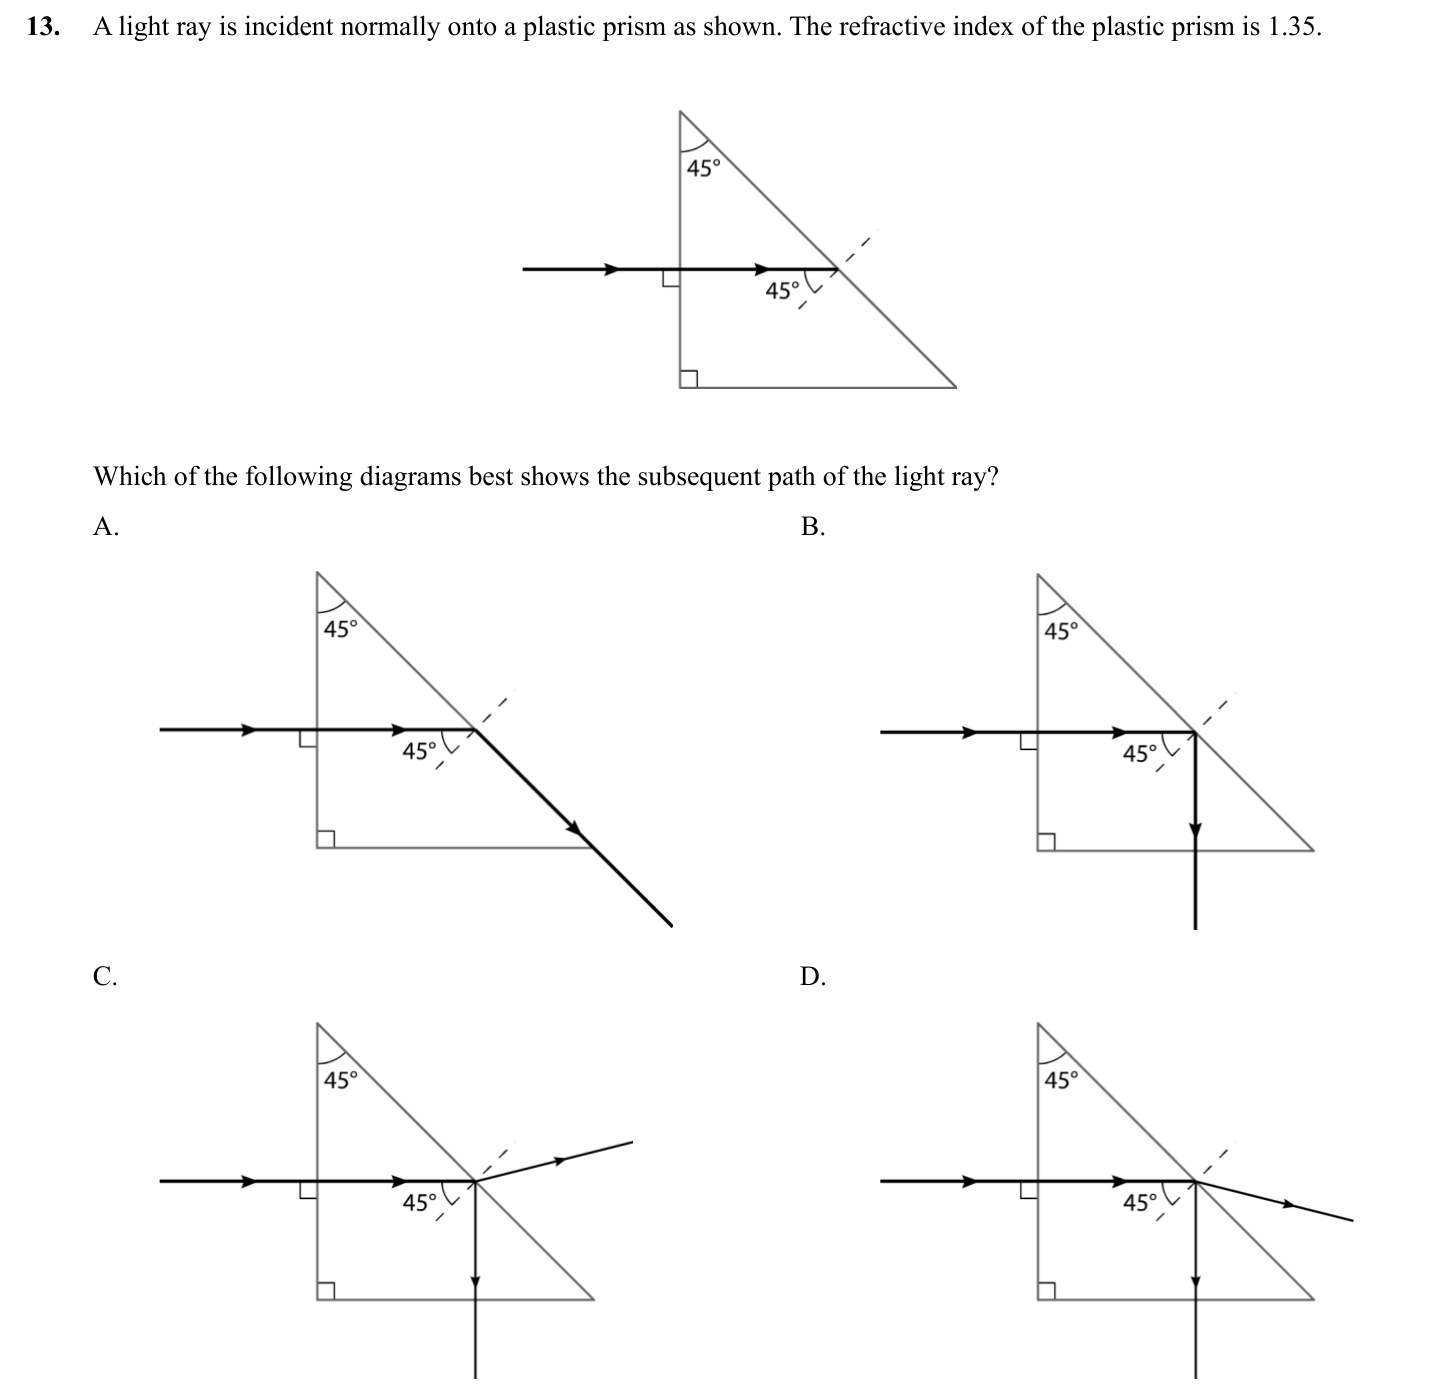 13. A light ray is incident normally onto a plastic prism as shown. The refractive index of the plastic prism is 1.35.
45°
45°
Which of the following diagrams best shows the subsequent path of the light ray?
A. B.
45° 45°
45° 45°
C. D.
45° 45°
45° 45°